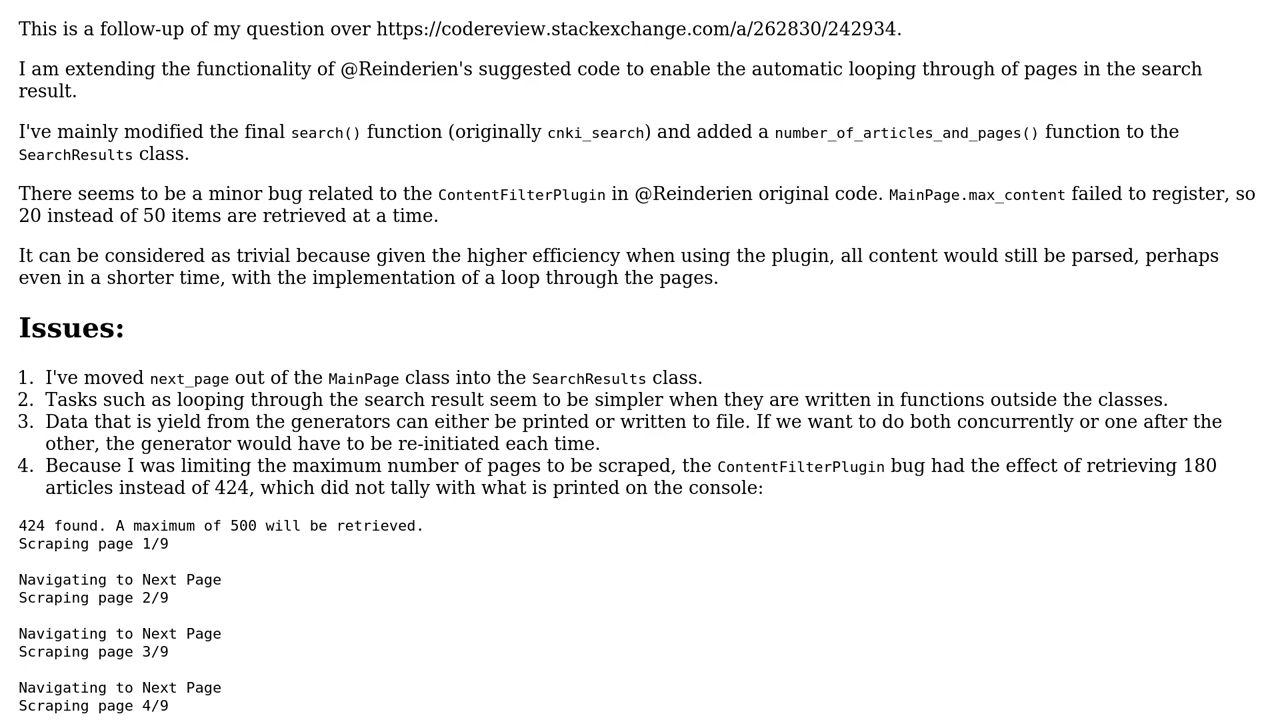 This is a follow-up of my question over https://codereview.stackexchange.com/a/262830/242934.
I am extending the functionality of @Reinderien's suggested code to enable the automatic looping through of pages in the search
result.
I've mainly modified the final search() function (originally cnki_search) and added a number_of_articles_and_pages() function to the
SearchResults class.
There seems to be a minor bug related to the ContentFilterPlugin in @Reinderien original code. MainPage.max_content failed to register, so
20 instead of 50 items are retrieved at a time.
It can be considered as trivial because given the higher efficiency when using the plugin, all content would still be parsed, perhaps
even in a shorter time, with the implementation of a loop through the pages.
Issues:
1. I've moved next_page out of the MainPage class into the SearchResults class.
2. Tasks such as looping through the search result seem to be simpler when they are written in functions outside the classes.
3. Data that is yield from the generators can either be printed or written to file. If we want to do both concurrently or one after the
other, the generator would have to be re-initiated each time.
4. Because I was limiting the maximum number of pages to be scraped, the ContentFilterPlugin bug had the effect of retrieving 180
articles instead of 424, which did not tally with what is printed on the console:
424 found. A maximum of 500 will be retrieved.
Scraping page 1/9
Navigating to Next Page
Scraping page 2/9
Navigating to Next Page
Scraping page 3/9
Navigating to Next Page
Scraping page 4/9